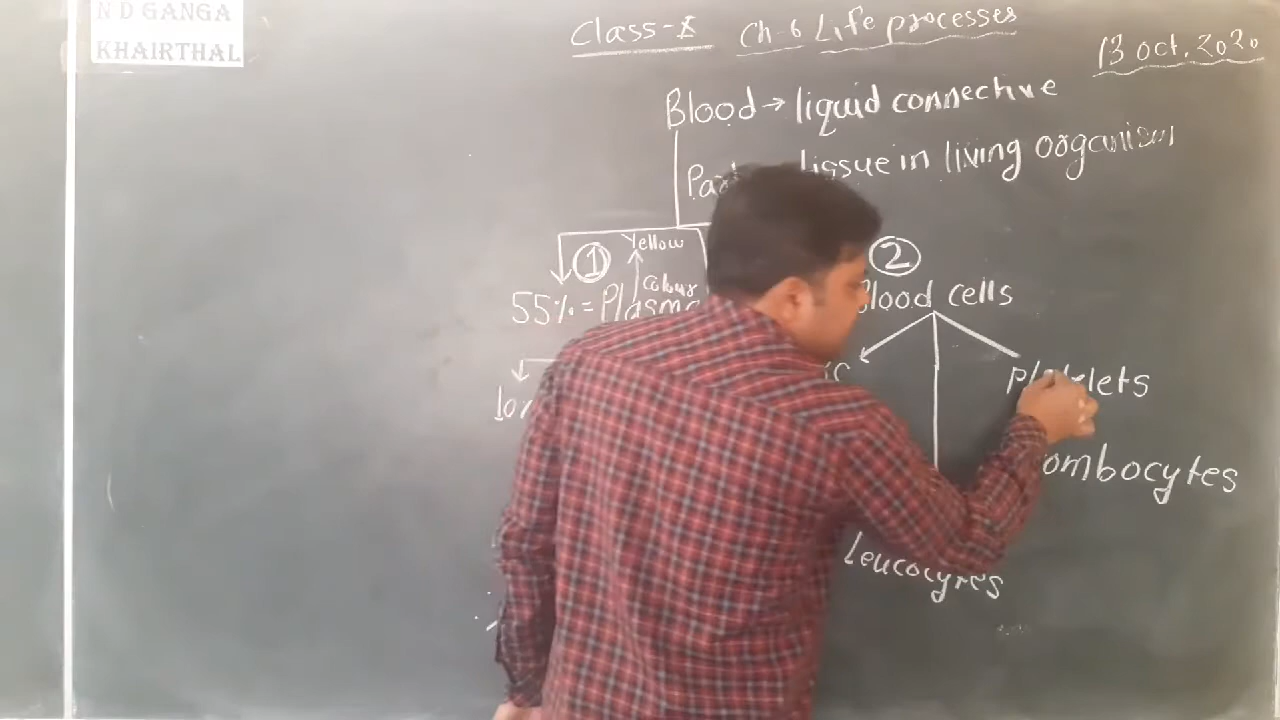 N D GANGA
KHAIRTHAL
Class-X Ch-6 Life processes
13 oct. 2020
Blood → liquid connective
tissue in living
Yellow
① colour ②
55% = Plasma Blood cells
Platelets
Leucocytes